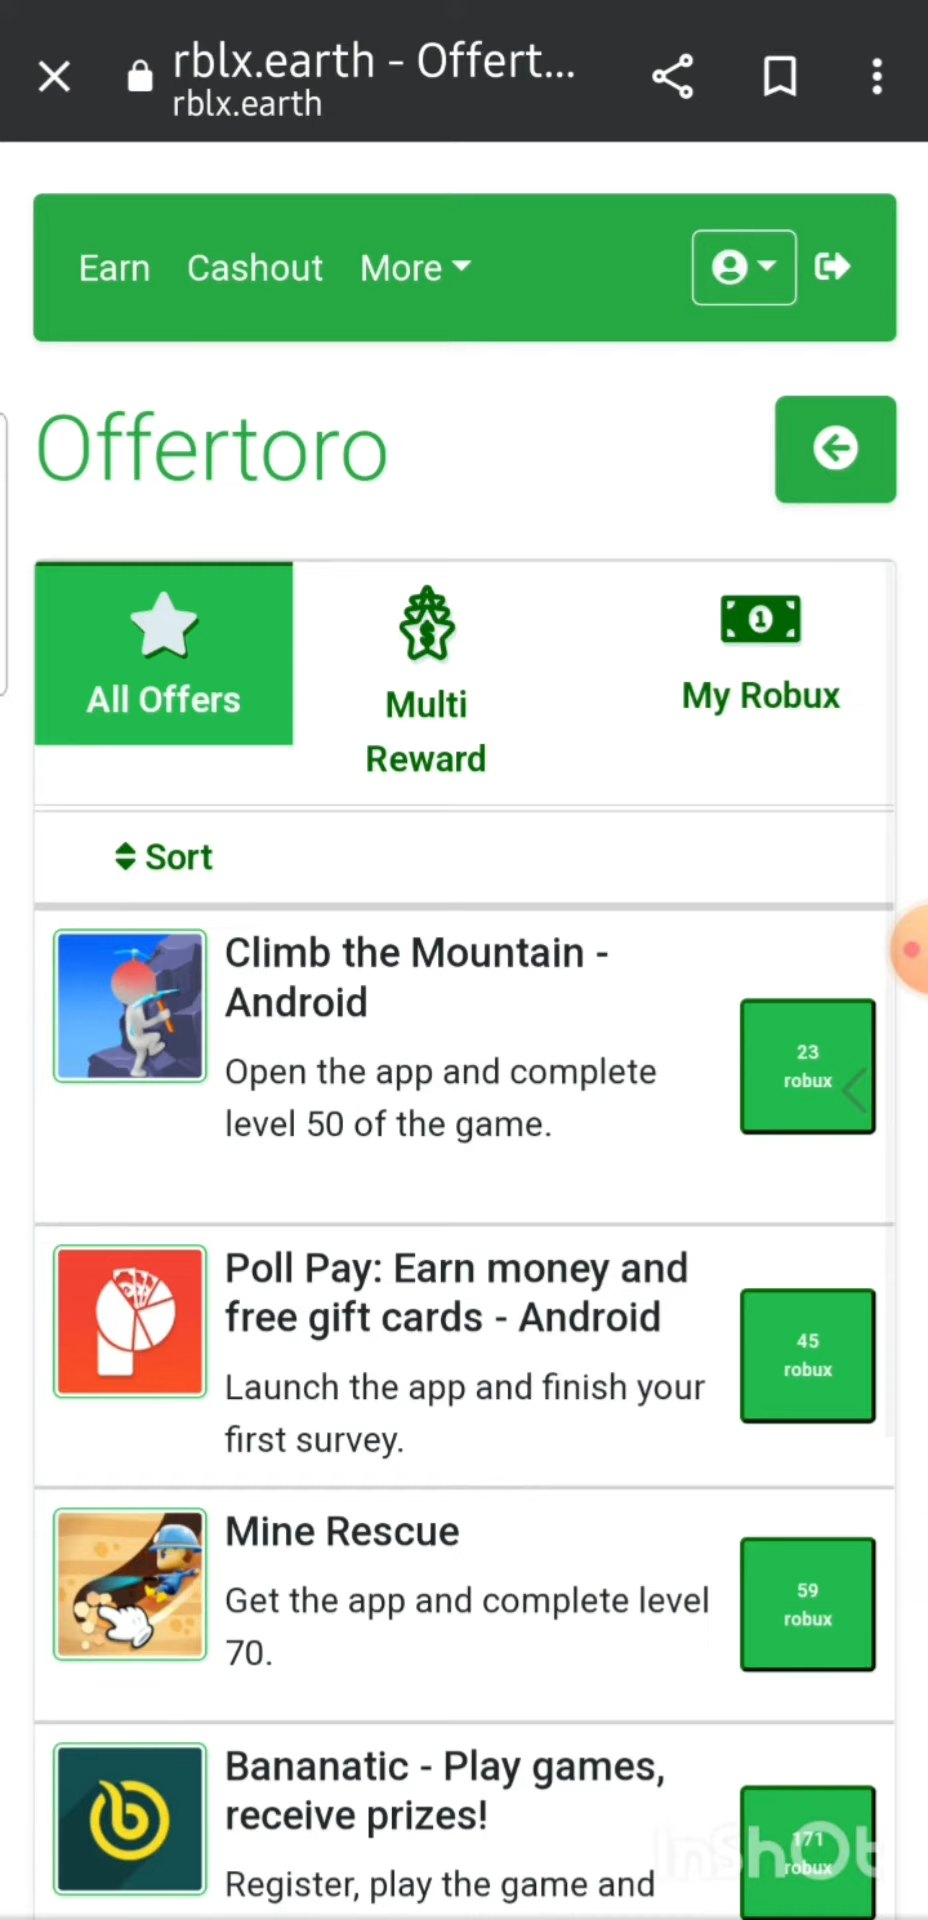 rblx.earth - Offert...
rblx.earth
Earn Cashout More
Offertoro
All Offers
Multi
Reward
My Robux
Sort
Climb the Mountain -
Android
Open the app and complete
level 50 of the game.
23
robux
Poll Pay: Earn money and
free gift cards - Android
Launch the app and finish your
first survey.
45
robux
Mine Rescue
Get the app and complete level
70.
59
robux
Bananatic - Play games,
receive prizes!
Register, play the game and
171
robux
InShOt